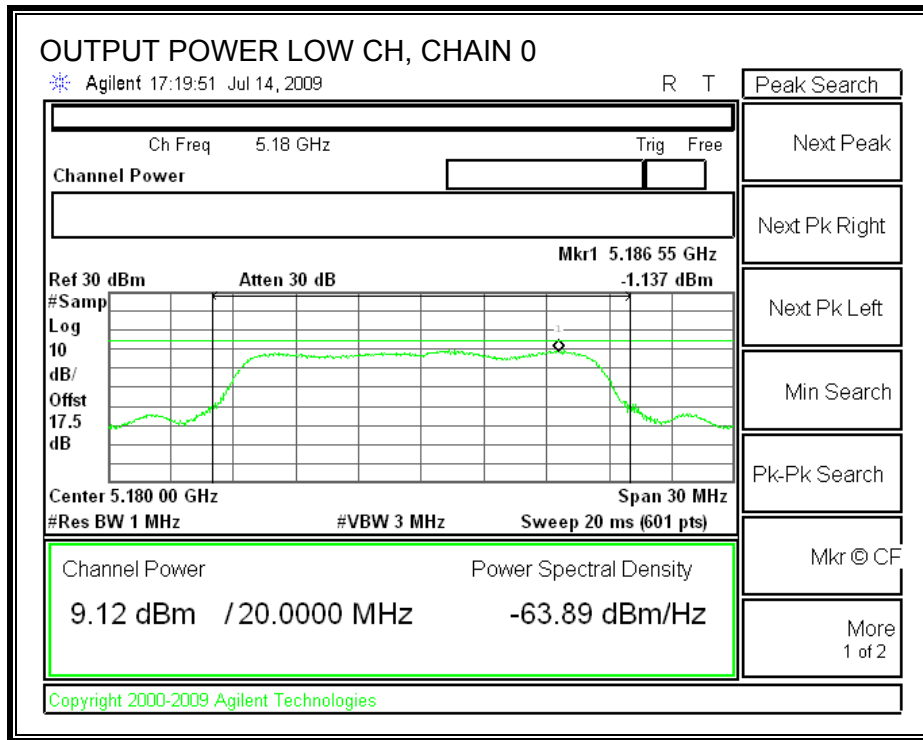 OUTPUT POWER LOW CH, CHAIN 0
Agilent 17:19:51 Jul 14, 2009 R T
Peak Search
Ch Freq 5.18 GHz Trig Free
Channel Power
Mkr1 5.186 55 GHz
Ref 30 dBm Atten 30 dB -1.137 dBm
#Samp
Log
10
dB/
Offst
17.5
dB
1
Center 5.180 00 GHz Span 30 MHz
#Res BW 1 MHz #VBW 3 MHz Sweep 20 ms (601 pts)
Channel Power Power Spectral Density
9.12 dBm / 20.0000 MHz -63.89 dBm/Hz
Copyright 2000-2009 Agilent Technologies
Next Peak
Next Pk Right
Next Pk Left
Min Search
Pk-Pk Search
Mkr © CF
More
1 of 2